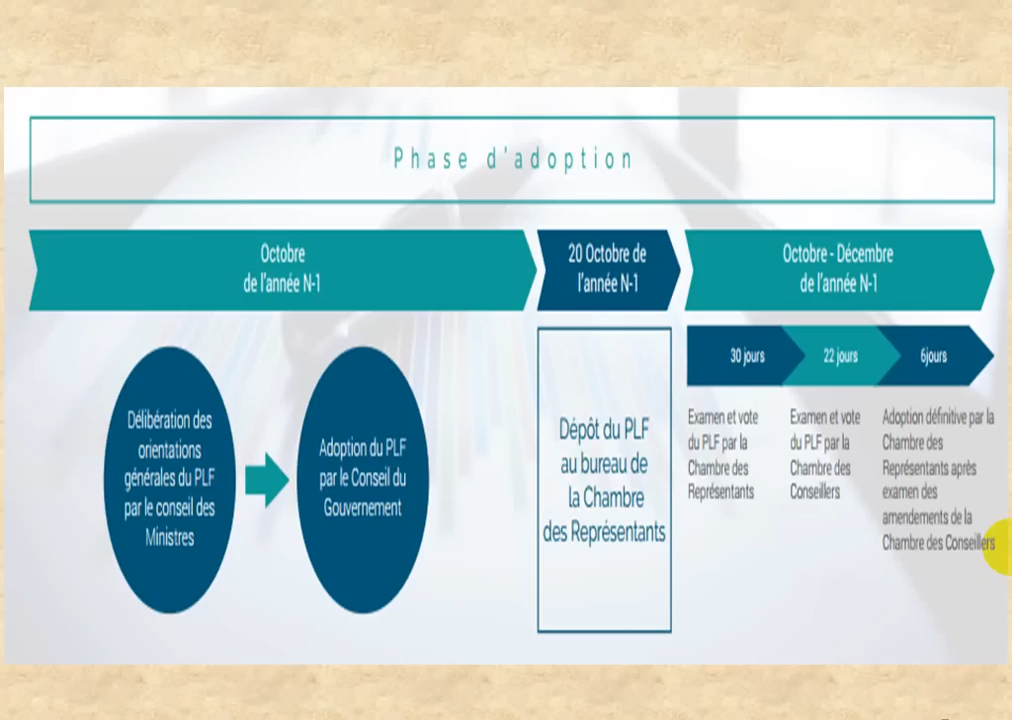 Phase d'adoption
Octobre
de l'année N-1
20 Octobre de
l'année N-1
Octobre - Décembre
de l'année N-1
Délibération des
orientations
générales du PLF
par le conseil des
Ministres
Adoption du PLF
par le Conseil du
Gouvernement
Dépôt du PLF
au bureau de
la Chambre
des Représentants
30 jours
22 jours
6jours
Examen et vote
du PLF par la
Chambre des
Représentants
Examen et vote
du PLF par la
Chambre des
Conseillers
Adoption définitive par la
Chambre des
Représentants après
examen des
amendements de la
Chambre des Conseillers